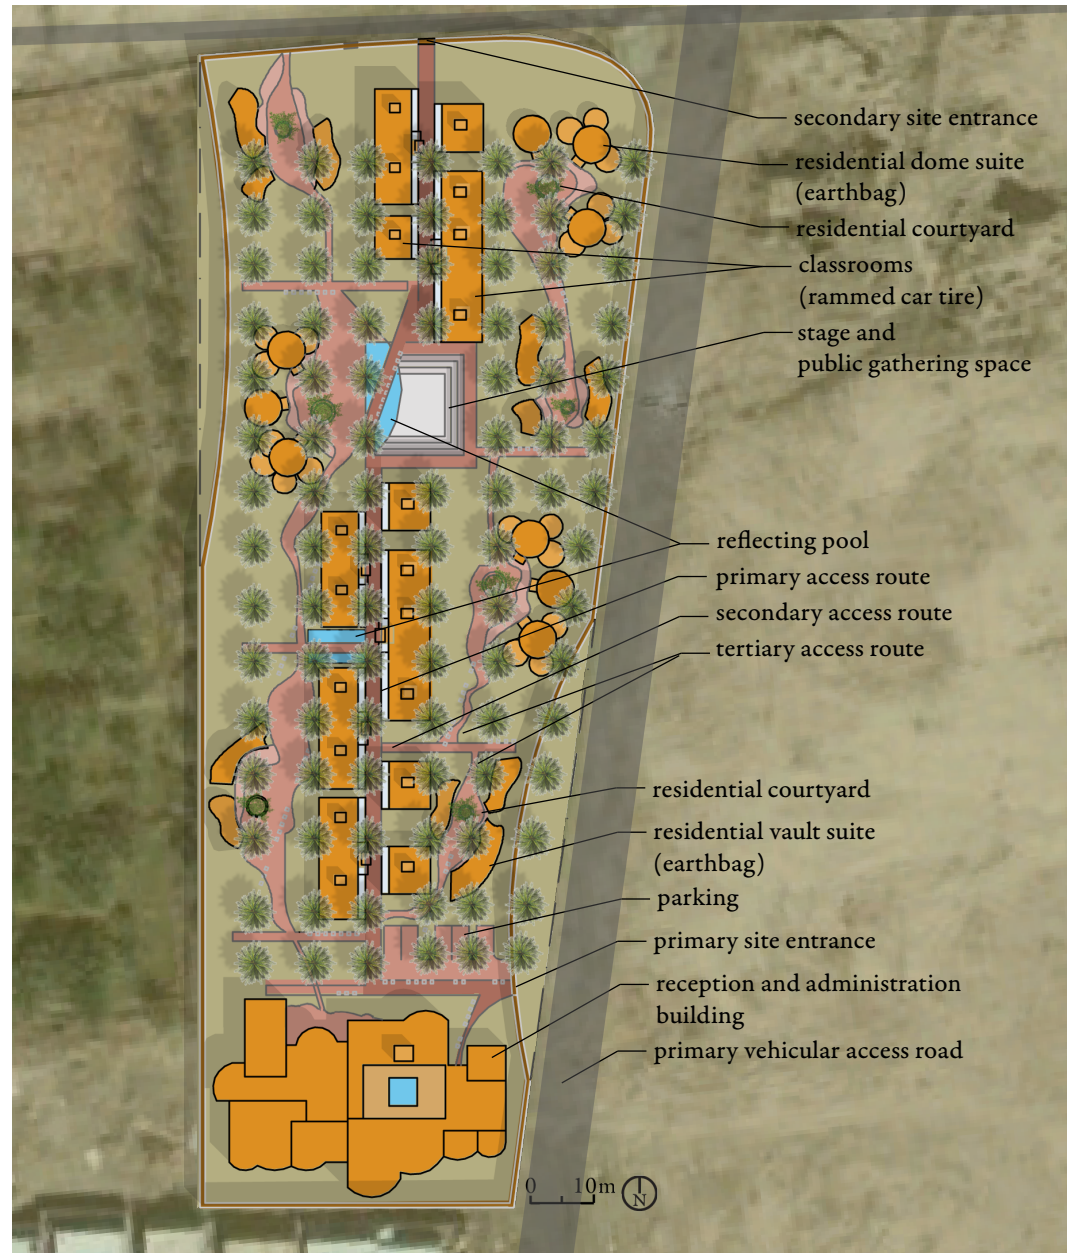 secondary site entrance
residential dome suite
(earthbag)
residential courtyard
classrooms
(rammed car tire)
stage and
public gathering space
reflecting pool
primary access route
secondary access route
tertiary access route
residential courtyard
residential vault suite
(earthbag)
parking
primary site entrance
reception and administration
building
primary vehicular access road
0 10m N